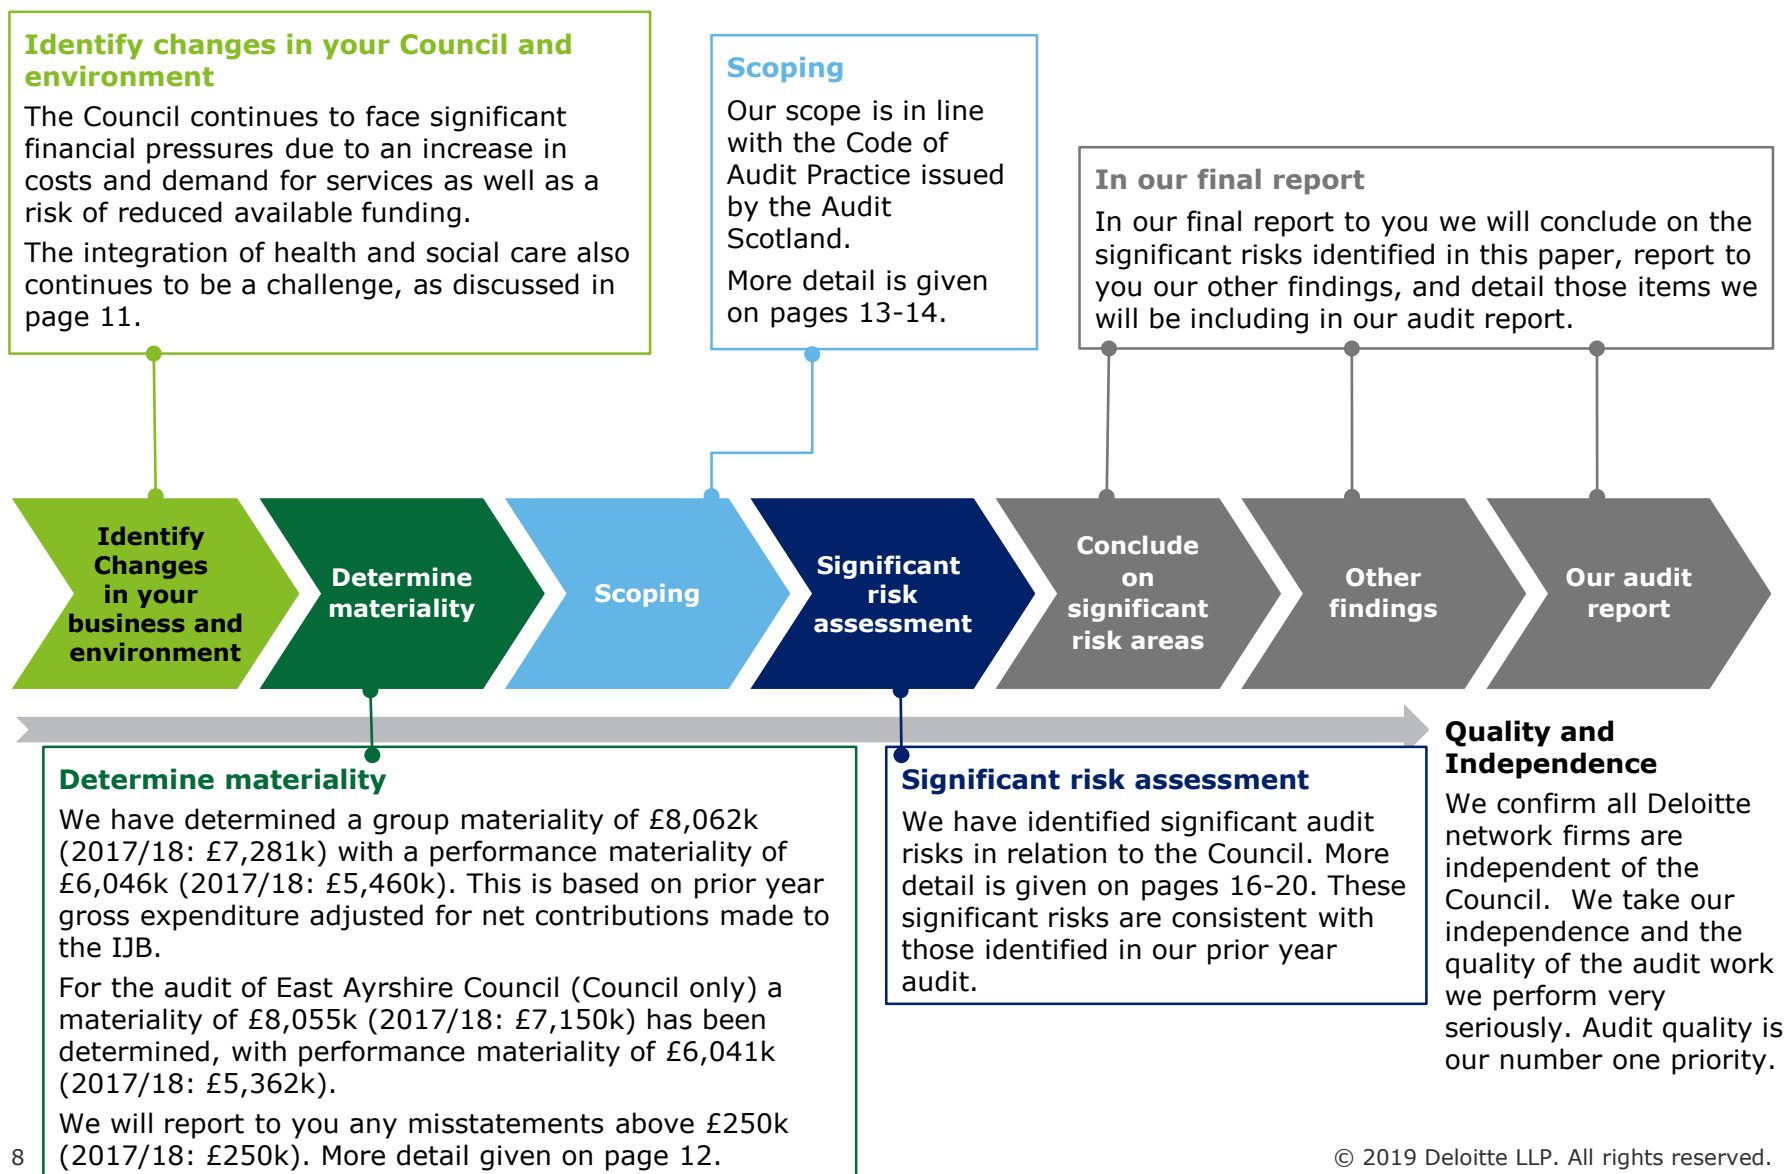 Identify changes in your Council and
environment
The Council continues to face significant
financial pressures due to an increase in
costs and demand for services as well as a
risk of reduced available funding.
The integration of health and social care also
continues to be a challenge, as discussed in
page 11.
Scoping
Our scope is in line
with the Code of
Audit Practice issued
by the Audit
Scotland.
More detail is given
on pages 13-14.
In our final report
In our final report to you we will conclude on the
significant risks identified in this paper, report to
you our other findings, and detail those items we
will be including in our audit report.
Identify
Changes
in your
business and
environment
Determine
materiality
Scoping
Significant
risk
assessment
Conclude
on
significant
risk areas
Other
findings
Our audit
report
Determine materiality
We have determined a group materiality of £8,062k
(2017/18: £7,281k) with a performance materiality of
£6,046k (2017/18: £5,460k). This is based on prior year
gross expenditure adjusted for net contributions made to
the IJB.
For the audit of East Ayrshire Council (Council only) a
materiality of £8,055k (2017/18: £7,150k) has been
determined, with performance materiality of £6,041k
(2017/18: £5,362k).
We will report to you any misstatements above £250k
(2017/18: £250k). More detail given on page 12.
Significant risk assessment
We have identified significant audit
risks in relation to the Council. More
detail is given on pages 16-20. These
significant risks are consistent with
those identified in our prior year
audit.
Quality and
Independence
We confirm all Deloitte
network firms are
independent of the
Council.  We take our
independence and the
quality of the audit work
we perform very
seriously. Audit quality is
our number one priority.
8
© 2019 Deloitte LLP. All rights reserved.